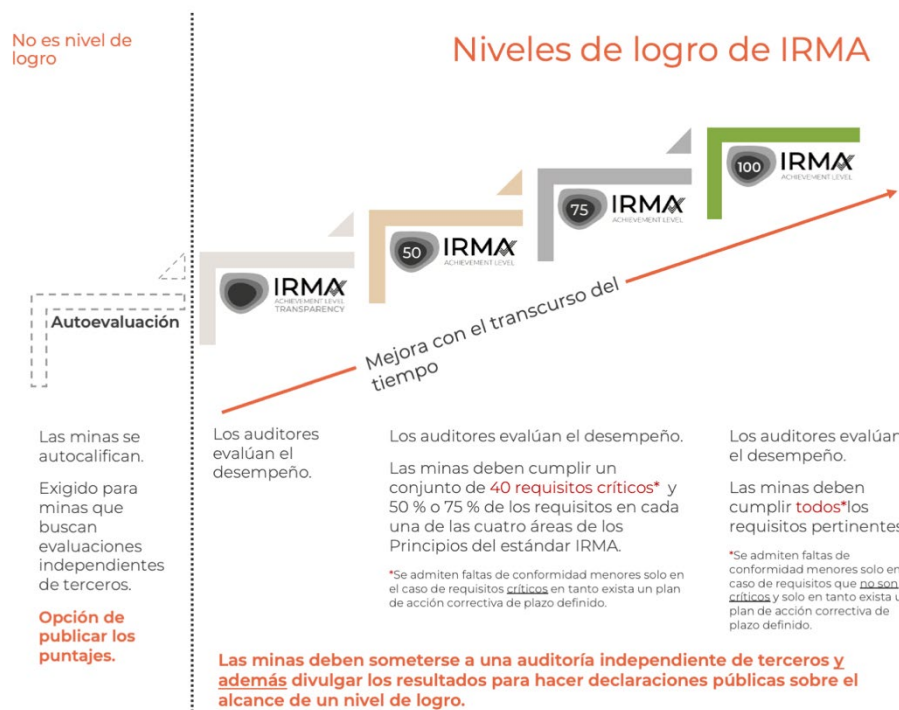 No es nivel de
logro
Niveles de logro de IRMA
100
IRMA
ACHIEVEMENT LEVEL
75
IRMA
ACHIEVEMENT LEVEL
50
IRMA
ACHIEVEMENT LEVEL
IRMA
ACHIEVEMENT LEVEL
TRANSPARENCY
Autoevaluación
Mejora con el transcurso del
tiempo
Las minas se
autocalifican.
Exigido para
minas que
buscan
evaluaciones
independientes
de terceros.
Opción de
publicar los
puntajes.
Los auditores
evalúan el
desempeño.
Los auditores evalúan el desempeño.
Las minas deben cumplir un
conjunto de 40 requisitos críticos* y
50 % o 75 % de los requisitos en cada
una de las cuatro áreas de los
Principios del estándar IRMA.
*Se admiten faltas de conformidad menores solo en
el caso de requisitos críticos en tanto exista un plan
de acción correctiva de plazo definido.
Los auditores evalúan
el desempeño.
Las minas deben
cumplir todos*los
requisitos pertinentes
*Se admiten faltas de
conformidad menores solo en
caso de requisitos que no son
críticos y solo en tanto exista u
plan de acción correctiva de
plazo definido.
Las minas deben someterse a una auditoría independiente de terceros y
además divulgar los resultados para hacer declaraciones públicas sobre el
alcance de un nivel de logro.